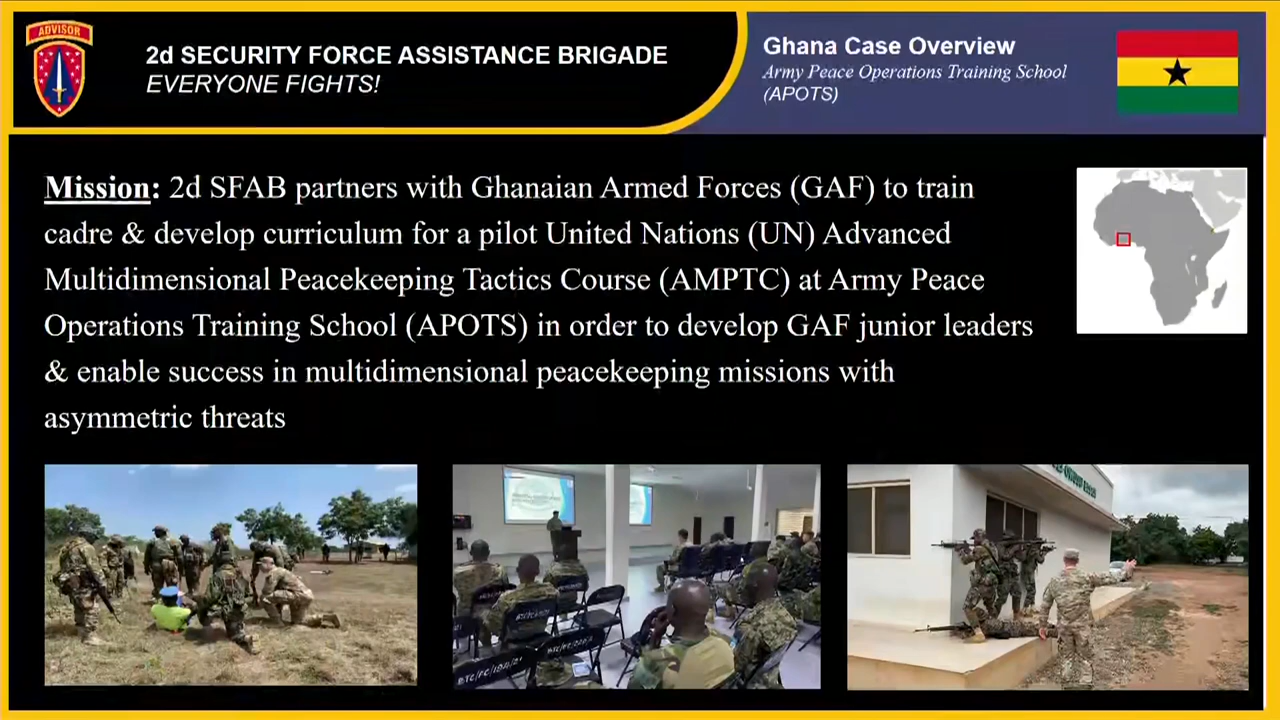 ADVISOR
2d SECURITY FORCE ASSISTANCE BRIGADE
EVERYONE FIGHTS!
Ghana Case Overview
Army Peace Operations Training School
(APOTS)
Mission: 2d SFAB partners with Ghanaian Armed Forces (GAF) to train
cadre & develop curriculum for a pilot United Nations (UN) Advanced
Multidimensional Peacekeeping Tactics Course (AMPTC) at Army Peace
Operations Training School (APOTS) in order to develop GAF junior leaders
& enable success in multidimensional peacekeeping missions with
asymmetric threats